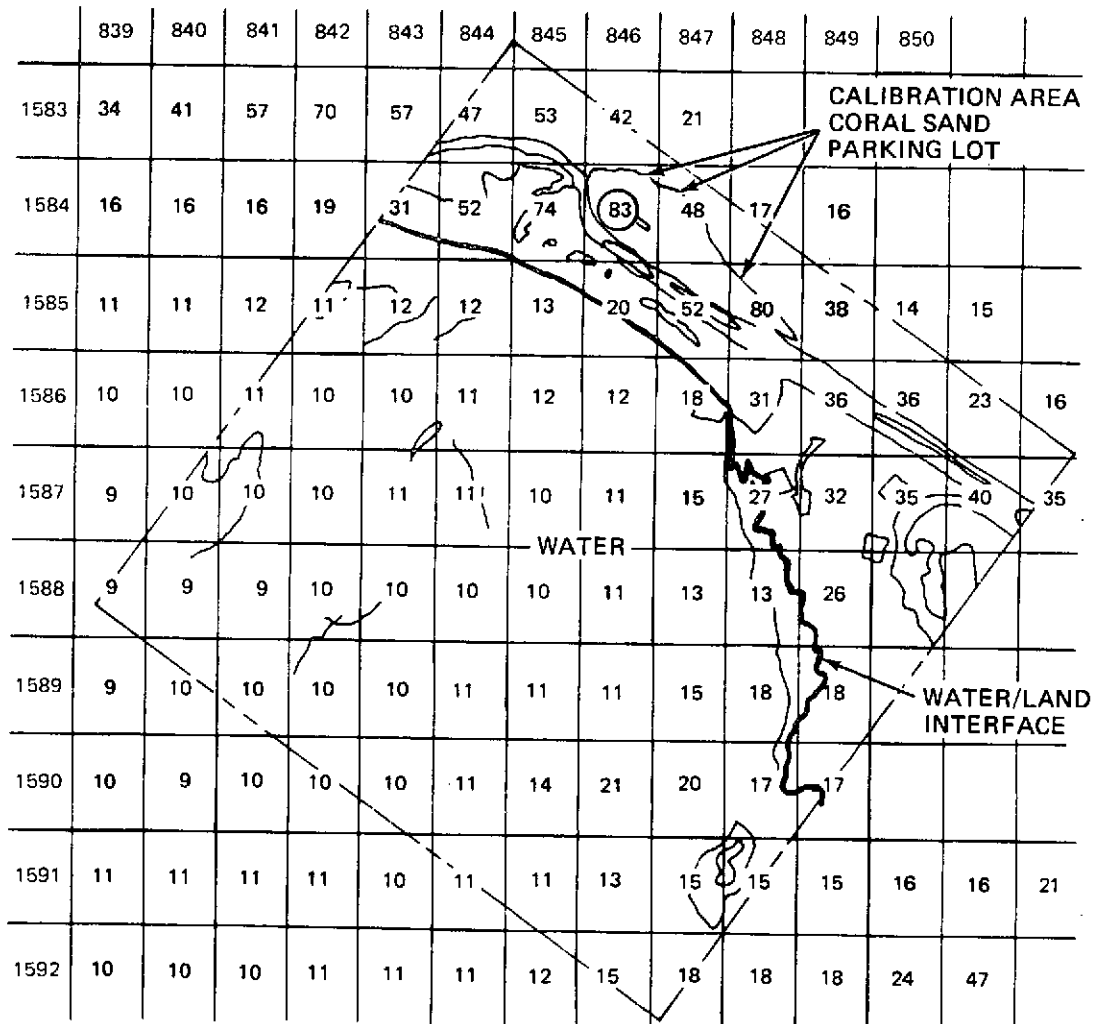 839 840 841 842 843 844 845 846 847 848 849 850
1583 34 41 57 70 57 47 53 42 21
CALIBRATION AREA
CORAL SAND
PARKING LOT
1584 16 16 16 19 31 52 74 83 48 17 16
1585 11 11 12 11 12 12 13 20 52 80 38 14 15
1586 10 10 11 10 10 11 12 12 18 31 36 36 23 16
1587 9 10 10 10 11 11 10 11 15 27 32 35 40 35
WATER
1588 9 9 9 10 10 10 10 11 13 13 26
1589 9 10 10 10 10 11 11 11 15 18 18
WATER/LAND
INTERFACE
1590 10 9 10 10 10 11 14 21 20 17 17
1591 11 11 11 11 10 11 11 13 15 15 15 16 16 21
1592 10 10 10 11 11 11 12 15 18 18 18 24 47